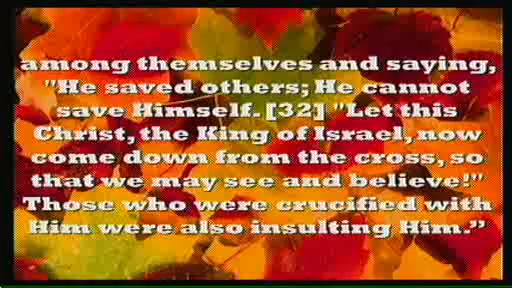 among themselves and saying,
"He saved others; He cannot
save Himself. [32] "Let this
Christ, the King of Israel, now
come down from the cross, so
that we may see and believe!"
Those who were crucified with
Him were also insulting Him.”